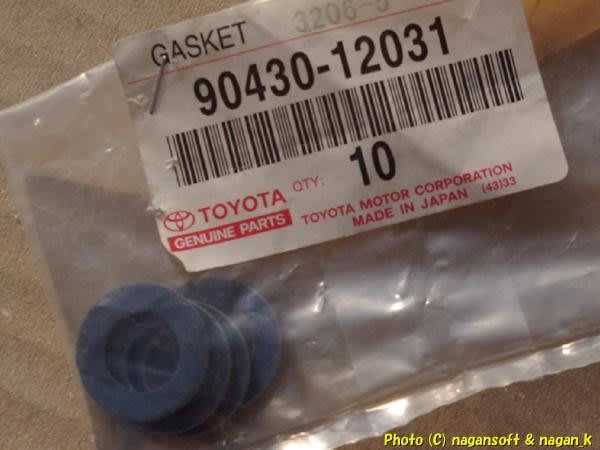 GASKET 3206-5
90430-12031
QTY: 10
TOYOTA
GENUINE PARTS
TOYOTA MOTOR CORPORATION
MADE IN JAPAN (43)33
Photo (C) nagansoft & nagan_k